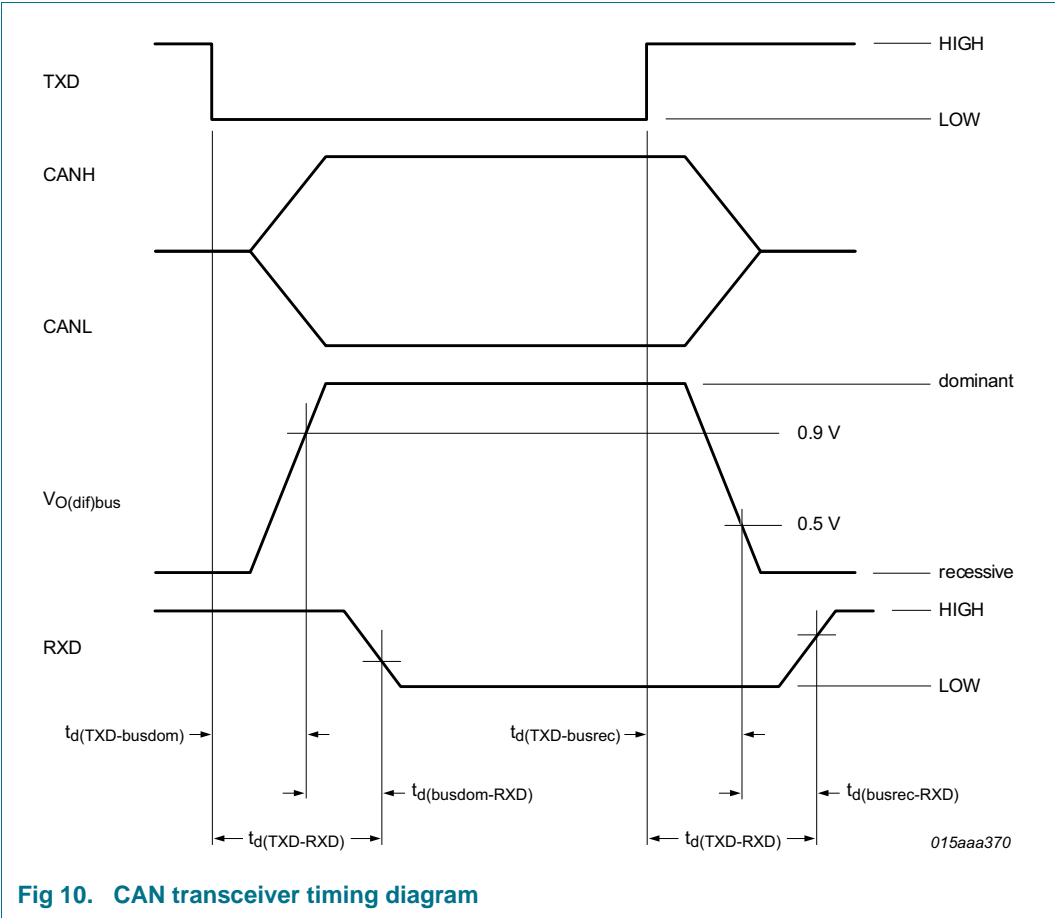 HIGH
TXD
LOW
CANH
CANL
dominant
0.9 V
VO(dif)bus
0.5 V
recessive
HIGH
RXD
LOW
td(TXD-busdom)
td(TXD-busrec)
td(busdom-RXD)
td(busrec-RXD)
td(TXD-RXD)
td(TXD-RXD)
015aaa370
Fig 10. CAN transceiver timing diagram